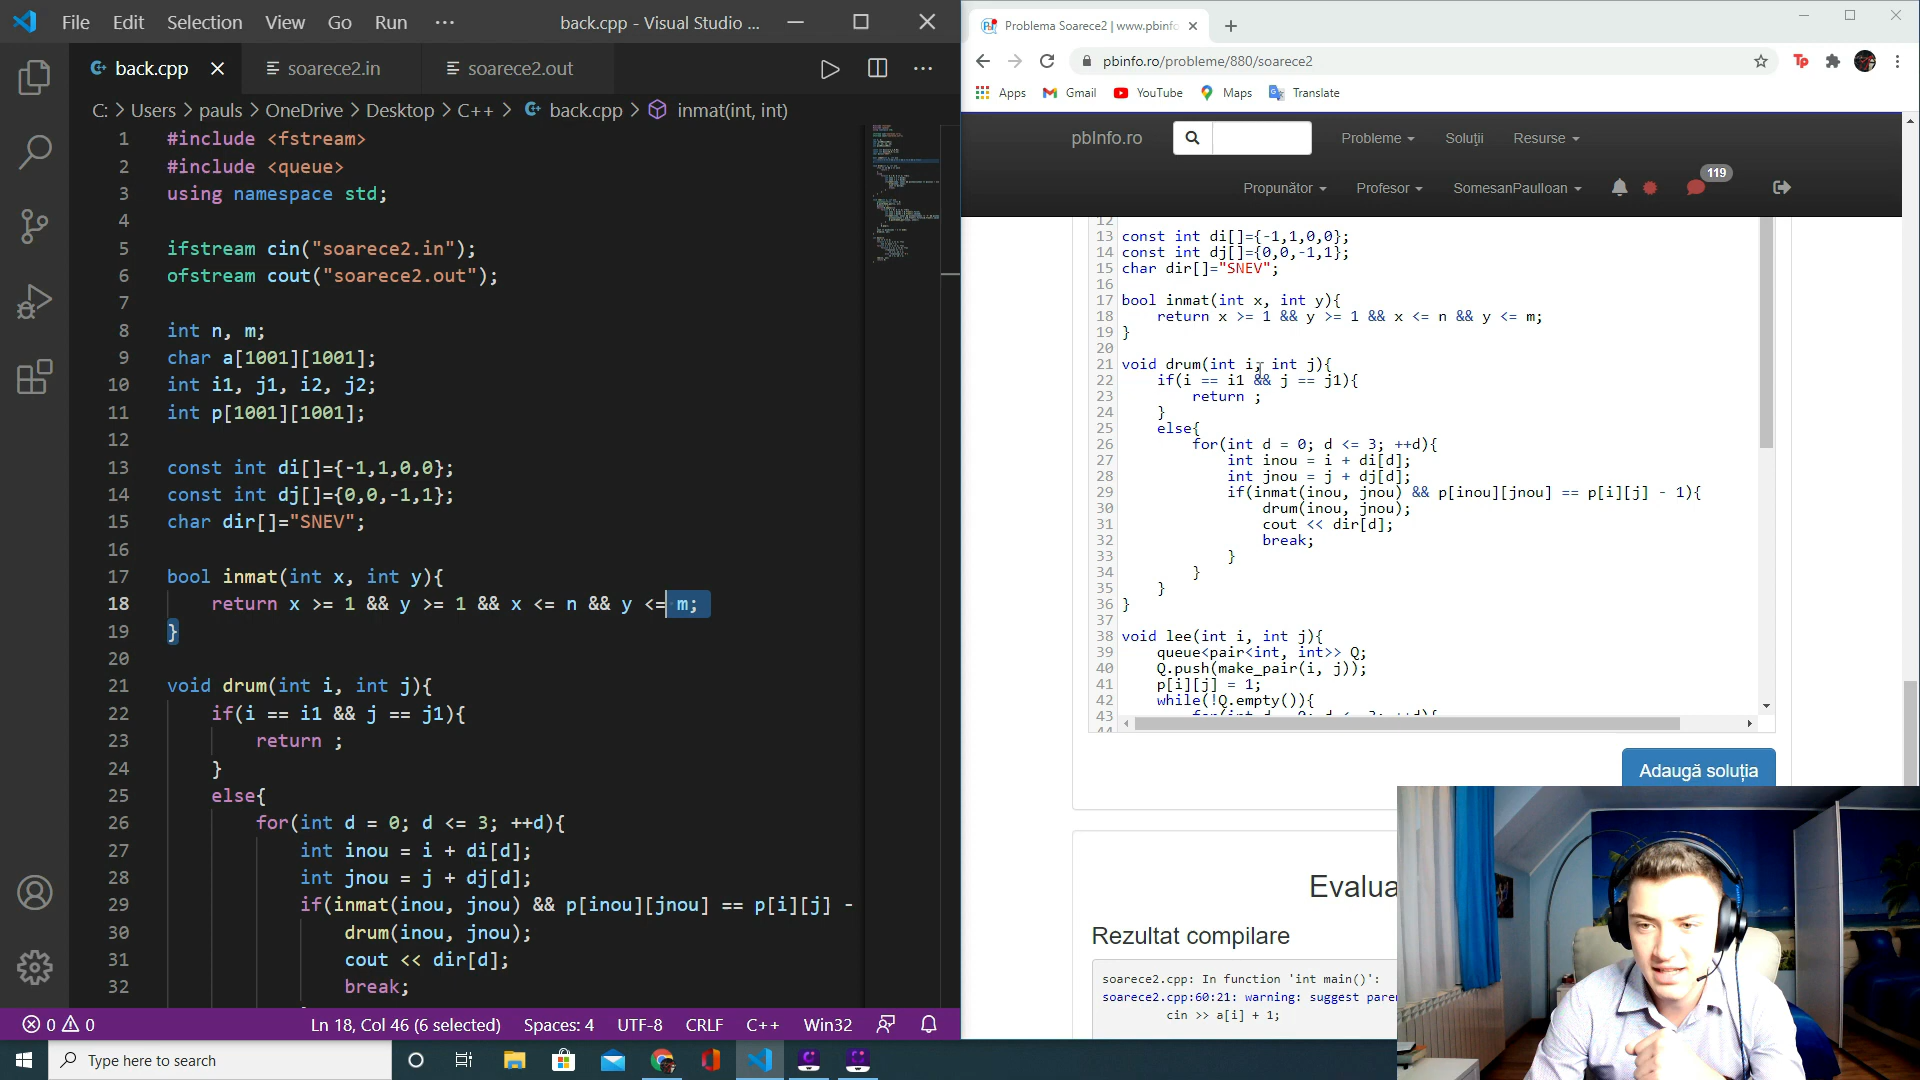 File Edit Selection View Go Run ··· back.cpp - Visual Studio ...
back.cpp soarece2.in soarece2.out
C: > Users > pauls > OneDrive > Desktop > C++ > back.cpp > inmat(int, int)
1 #include <fstream>
2 #include <queue>
3 using namespace std;
4
5 ifstream cin("soarece2.in");
6 ofstream cout("soarece2.out");
7
8 int n, m;
9 char a[1001][1001];
10 int i1, j1, i2, j2;
11 int p[1001][1001];
12
13 const int di[]={-1,1,0,0};
14 const int dj[]={0,0,-1,1};
15 char dir[]="SNEV";
16
17 bool inmat(int x, int y){
18 return x >= 1 && y >= 1 && x <= n && y <= m;
19 }
20
21 void drum(int i, int j){
22 if(i == i1 && j == j1){
23 return ;
24 }
25 else{
26 for(int d = 0; d <= 3; ++d){
27 int inou = i + di[d];
28 int jnou = j + dj[d];
29 if(inmat(inou, jnou) && p[inou][jnou] == p[i][j] -
30 drum(inou, jnou);
31 cout << dir[d];
32 break;
0 0 Ln 18, Col 46 (6 selected) Spaces: 4 UTF-8 CRLF C++ Win32
Type here to search
Problema Soarece2 | www.pbinfo
pbinfo.ro/probleme/880/soarece2
Tp
Apps Gmail YouTube Maps Translate
pbInfo.ro Probleme Soluții Resurse
Propunător Profesor SomesanPaulIoan 119
12
13 const int di[]={-1,1,0,0};
14 const int dj[]={0,0,-1,1};
15 char dir[]="SNEV";
16
17 bool inmat(int x, int y){
18 return x >= 1 && y >= 1 && x <= n && y <= m;
19 }
20
21 void drum(int i, int j){
22 if(i == i1 && j == j1){
23 return ;
24 }
25 else{
26 for(int d = 0; d <= 3; ++d){
27 int inou = i + di[d];
28 int jnou = j + dj[d];
29 if(inmat(inou, jnou) && p[inou][jnou] == p[i][j] - 1){
30 drum(inou, jnou);
31 cout << dir[d];
32 break;
33 }
34 }
35 }
36 }
37
38 void lee(int i, int j){
39 queue<pair<int, int>> Q;
40 Q.push(make_pair(i, j));
41 p[i][j] = 1;
42 while(!Q.empty()){
43
Adaugă soluția
Evalua
Rezultat compilare
soarece2.cpp: In function 'int main()':
soarece2.cpp:60:21: warning: suggest pare
cin >> a[i] + 1;